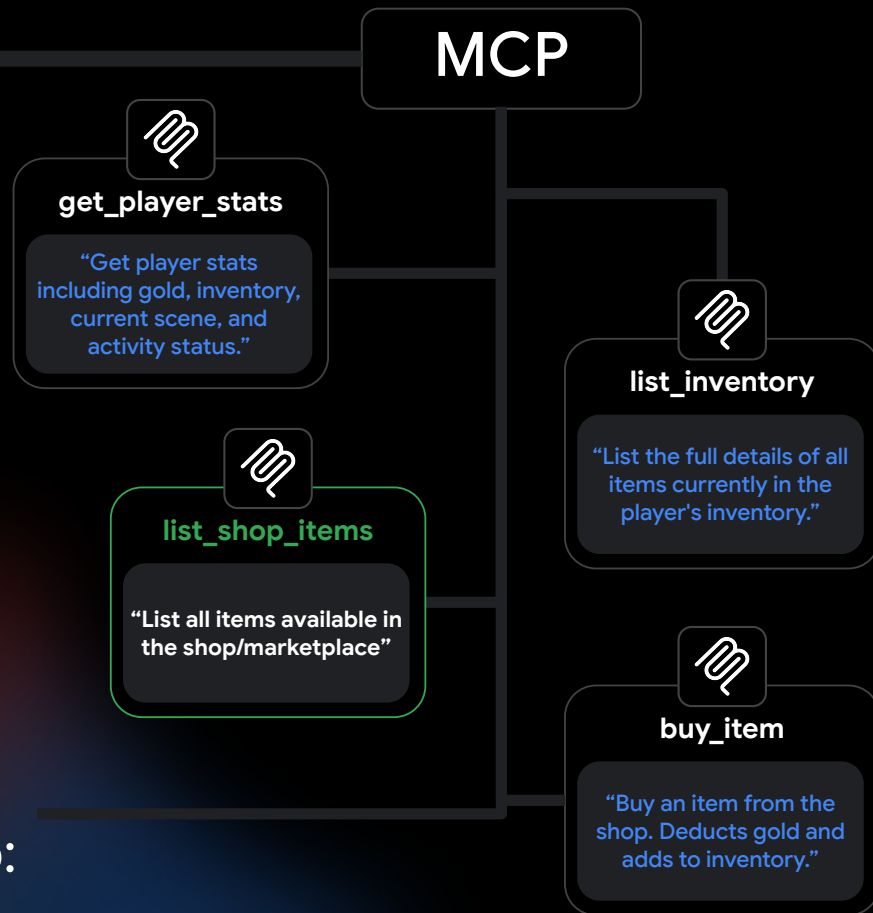 MCP
get_player_stats
“Get player stats
including gold, inventory,
current scene, and
activity status.”
list_inventory
“List the full details of all
items currently in the
player's inventory.”
list_shop_items
“List all items available in
the shop/marketplace”
buy_item
“Buy an item from the
shop. Deducts gold and
adds to inventory.”